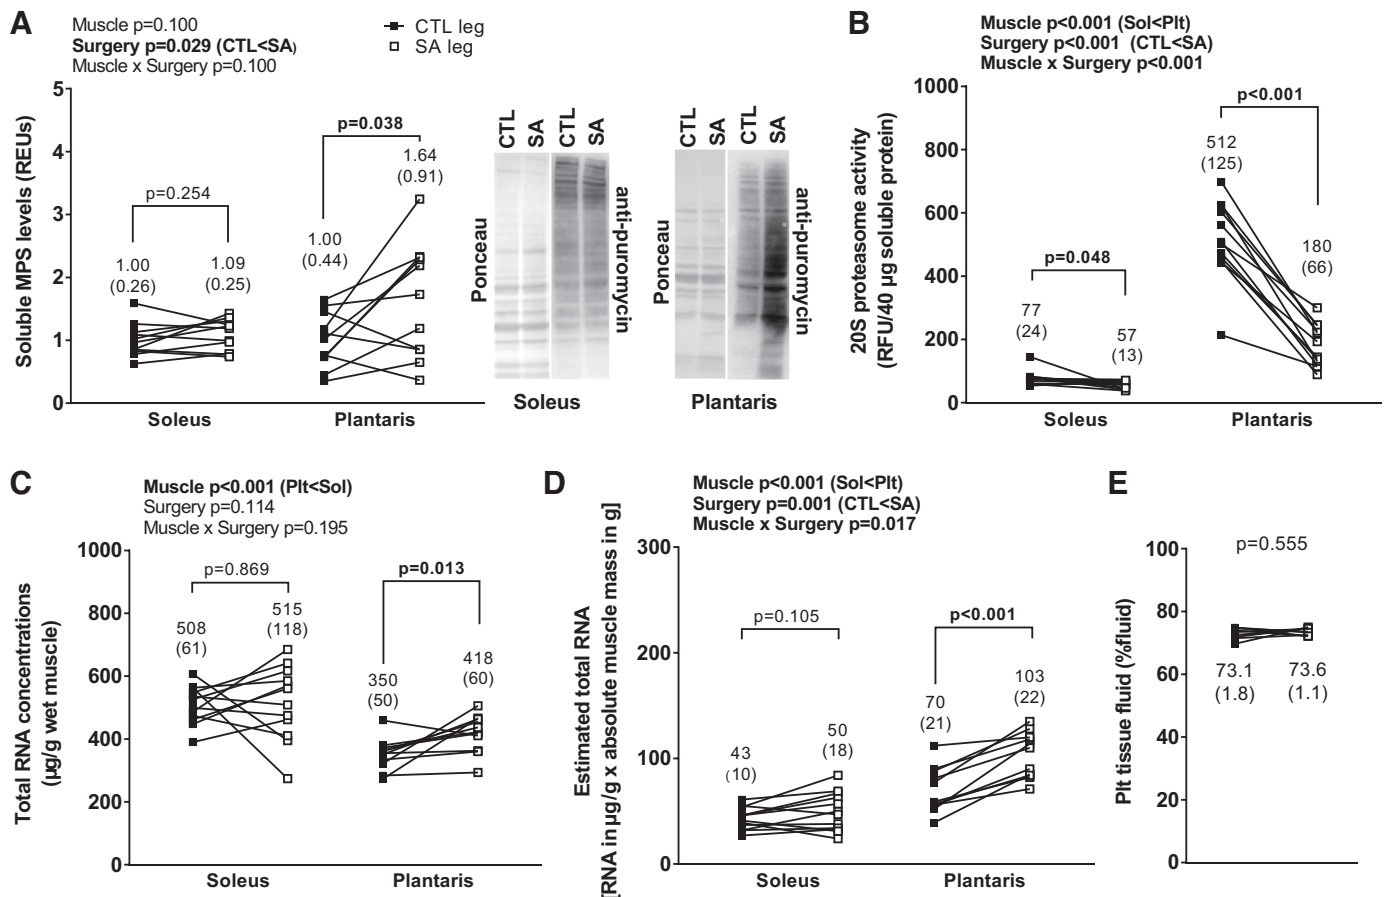 A
Muscle p=0.100
Surgery p=0.029 (CTL<SA)
Muscle x Surgery p=0.100
CTL leg
SA leg
Soluble MPS levels (REUs)
5
4
3
2
1
0
p=0.254
1.00
(0.26)
1.09
(0.25)
p=0.038
1.00
(0.44)
1.64
(0.91)
Soleus
Plantaris
CTL
SA
CTL
SA
Ponceau
anti-puromycin
Soleus
CTL
SA
CTL
SA
Ponceau
anti-puromycin
Plantaris
B
Muscle p<0.001 (Sol<Plt)
Surgery p<0.001 (CTL<SA)
Muscle x Surgery p<0.001
20S proteasome activity
(RFU/40 µg soluble protein)
1000
800
600
400
200
0
p=0.048
77
(24)
57
(13)
p<0.001
512
(125)
180
(66)
Soleus
Plantaris
C
Muscle p<0.001 (Plt<Sol)
Surgery p=0.114
Muscle x Surgery p=0.195
Total RNA concentrations
(µg/g wet muscle)
1000
800
600
400
200
0
p=0.869
508
(61)
515
(118)
p=0.013
350
(50)
418
(60)
Soleus
Plantaris
D
Muscle p<0.001 (Sol<Plt)
Surgery p=0.001 (CTL<SA)
Muscle x Surgery p=0.017
Estimated total RNA
[RNA in µg/g x absolute muscle mass in g]
300
200
100
0
p=0.105
43
(10)
50
(18)
p<0.001
70
(21)
103
(22)
Soleus
Plantaris
E
Plt tissue fluid (%fluid)
100
80
60
40
20
0
p=0.555
73.1
(1.8)
73.6
(1.1)